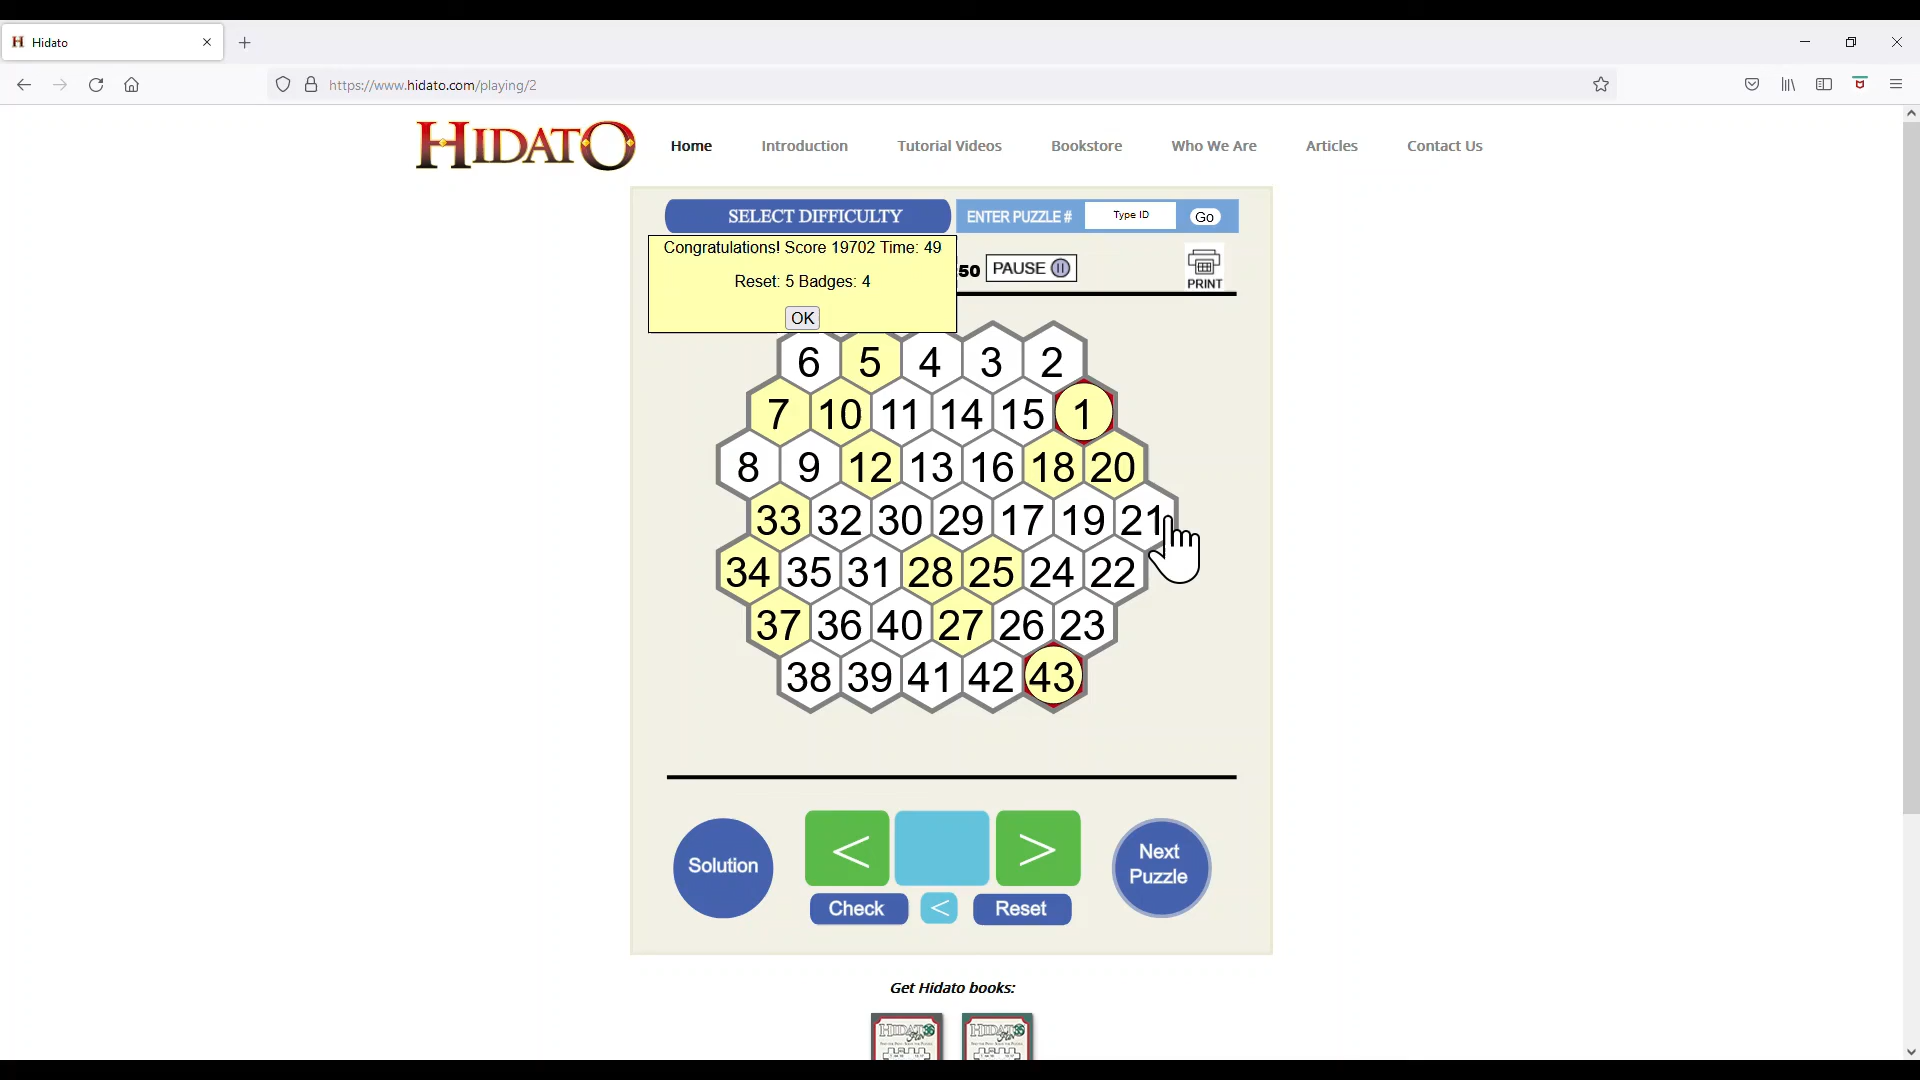 Hidato
https://www.hidato.com/playing/2
HIDATO
Home Introduction Tutorial Videos Bookstore Who We Are Articles Contact Us
SELECT DIFFICULTY ENTER PUZZLE # Type ID Go
Congratulations! Score 19702 Time: 49
Reset: 5 Badges: 4
OK
50 PAUSE
PRINT
6 5 4 3 2
7 10 11 14 15 1
8 9 12 13 16 18 20
33 32 30 29 17 19 21
34 35 31 28 25 24 22
37 36 40 27 26 23
38 39 41 42 43
Solution < > Next
Puzzle
Check < Reset
Get Hidato books:
HIDATO HIDATO
Fun Fun